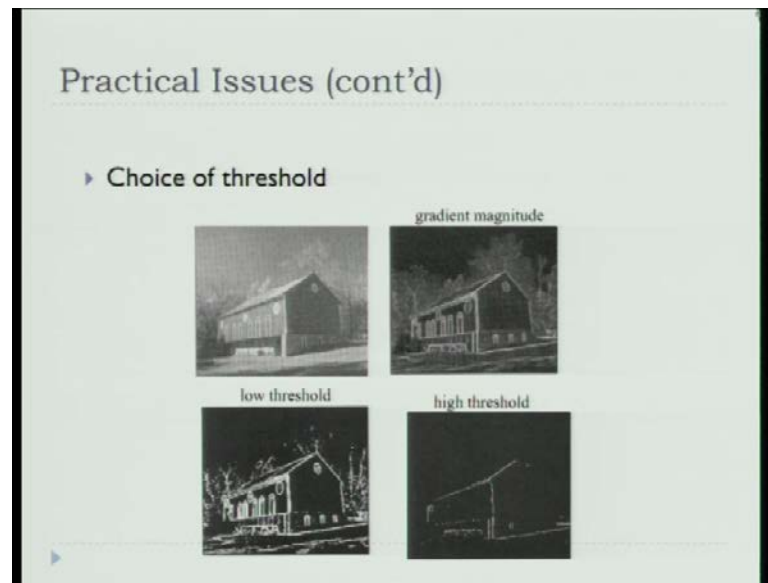 Practical Issues (cont'd)
Choice of threshold
gradient magnitude
low threshold
high threshold